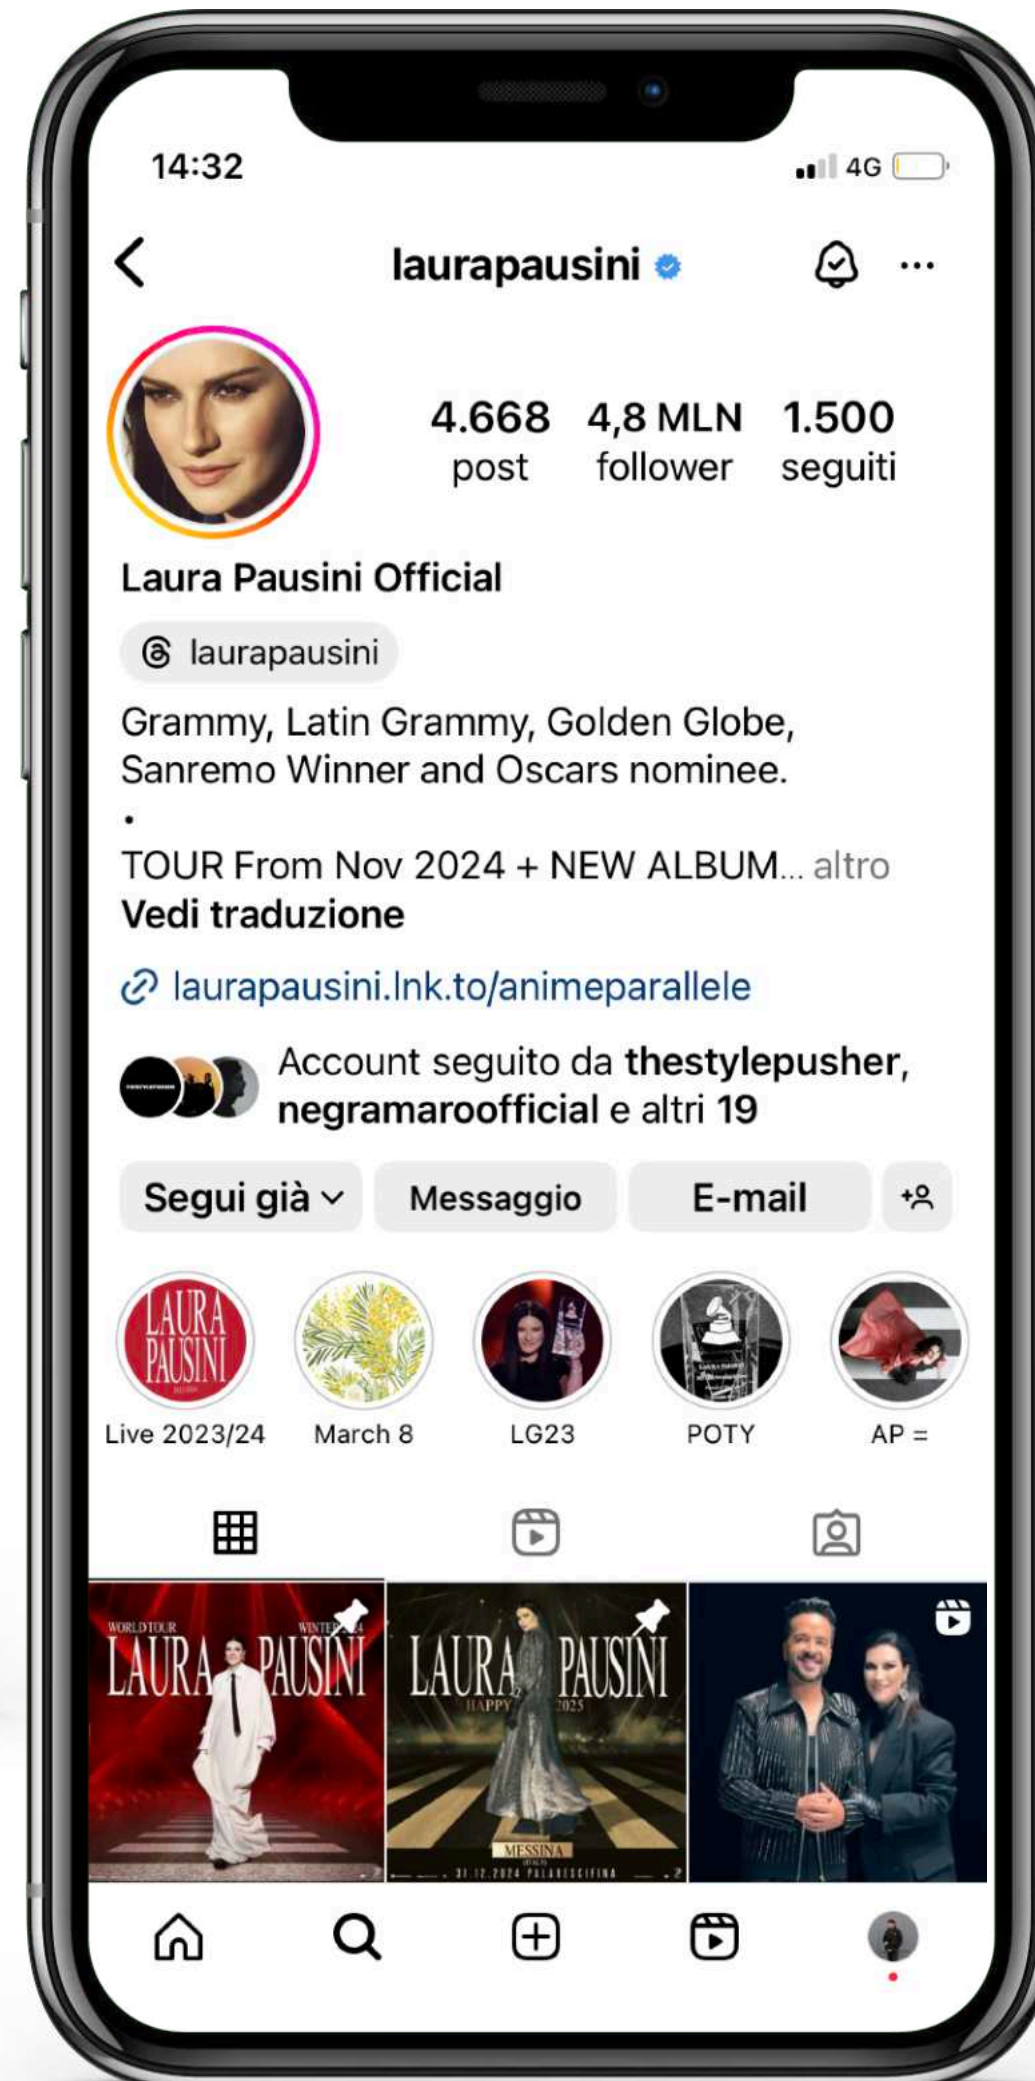 14:32
4G
laurapausini
4.668 4,8 MLN 1.500
post follower seguiti
Laura Pausini Official
laurapausini
Grammy, Latin Grammy, Golden Globe,
Sanremo Winner and Oscars nominee.
.
TOUR From Nov 2024 + NEW ALBUM... altro
Vedi traduzione
laurapausini.lnk.to/animeparallele
Account seguito da thestylepusher,
negramaroofficial e altri 19
Segui già Messaggio E-mail
LAURA
PAUSINI
Live 2023/24 March 8 LG23 POTY AP =
WORLD TOUR
LAURA PAUSINI
LAURA PAUSINI
HAPPY 2025
MESSINA
31.12.2024 PALARESCIFINA